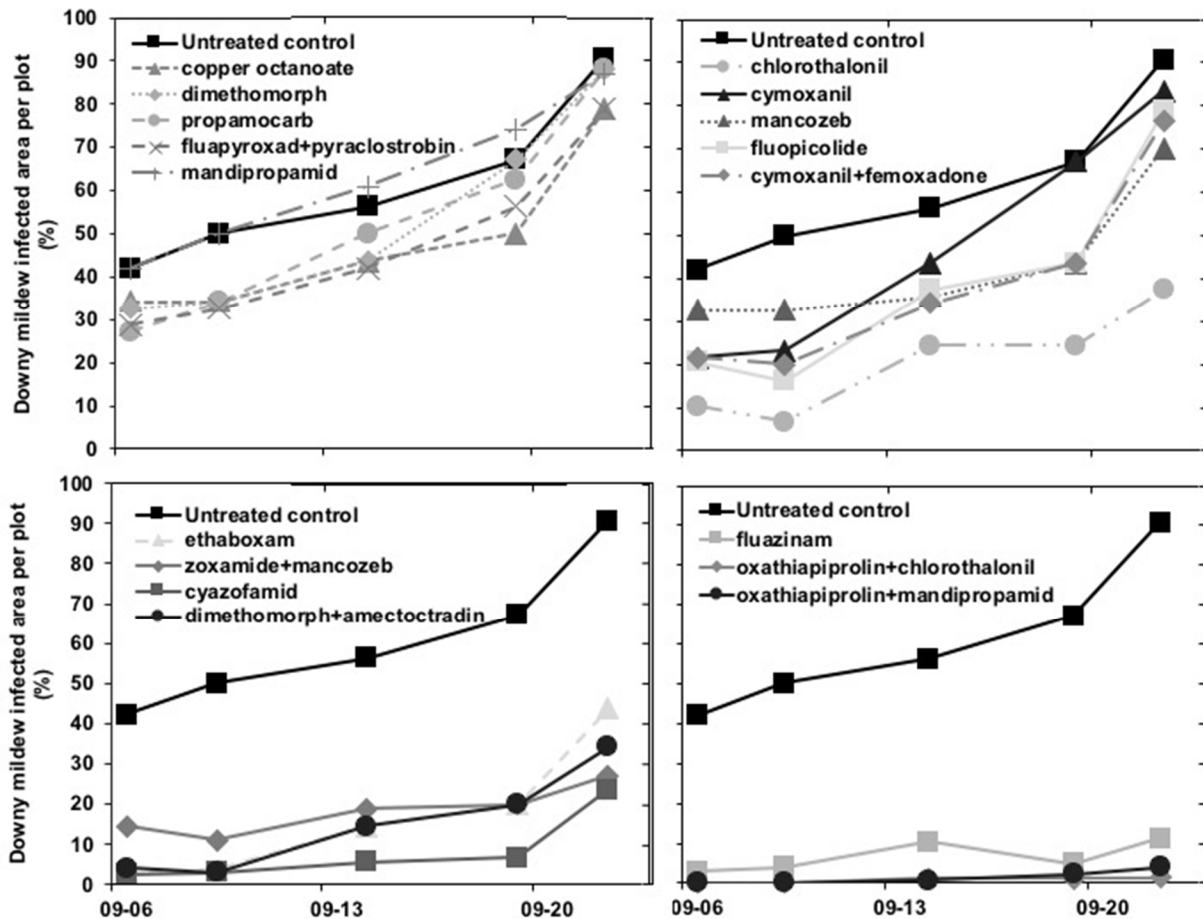 Downy mildew infected area per plot
(%)
100
90
80
70
60
50
40
30
20
10
0
Untreated control
copper octanoate
dimethomorph
propamocarb
fluapyroxad+pyraclostrobin
mandipropamid
Untreated control
chlorothalonil
cymoxanil
mancozeb
fluopicolide
cymoxanil+femoxadone
Downy mildew infected area per plot
(%)
100
90
80
70
60
50
40
30
20
10
0
Untreated control
ethaboxam
zoxamide+mancozeb
cyazofamid
dimethomorph+amectoctradin
09-06
09-13
09-20
Untreated control
fluazinam
oxathiapiprolin+chlorothalonil
oxathiapiprolin+mandipropamid
09-06
09-13
09-20